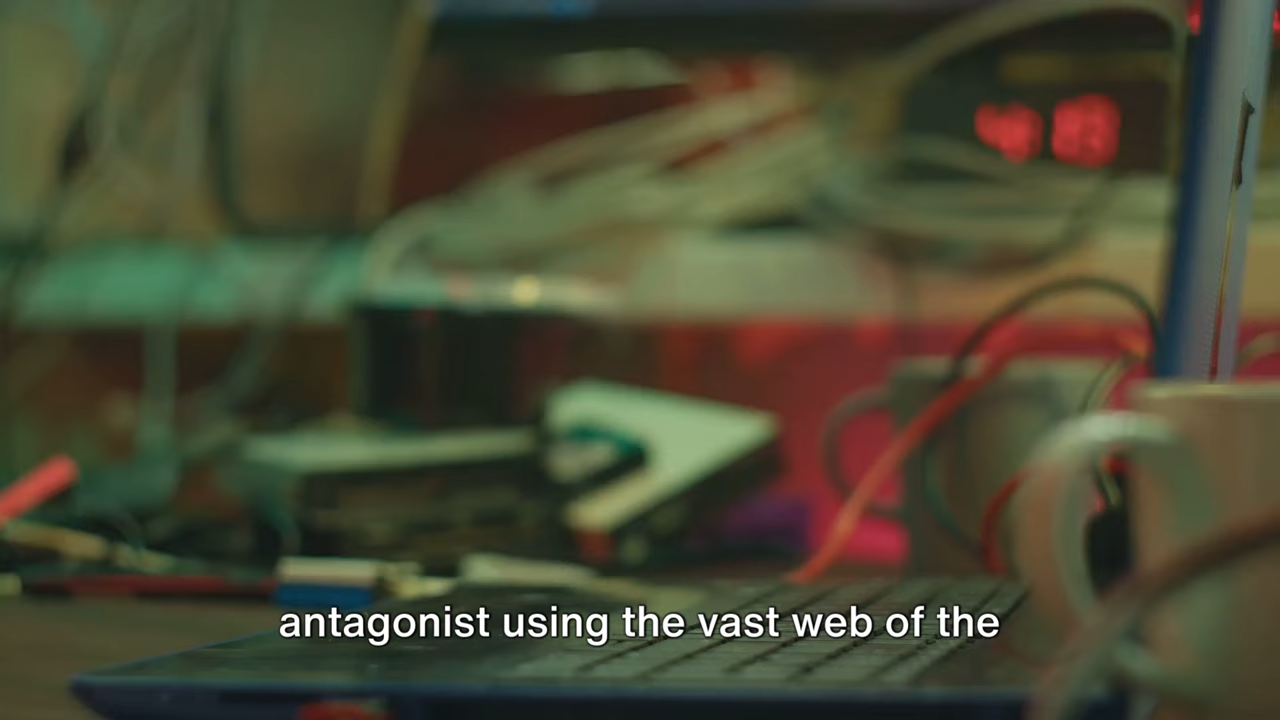 antagonist using the vast web of the